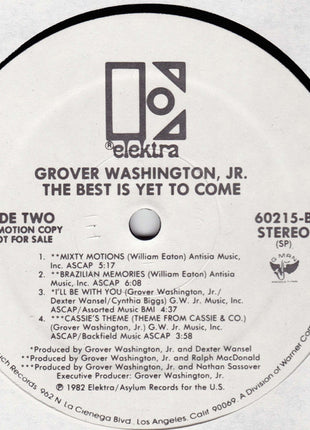 ® elektra
GROVER WASHINGTON, JR.
THE BEST IS YET TO COME
DE TWO
MOTION COPY
OT FOR SALE
60215-B
STEREO
(SP)
1. **MIXTY MOTIONS (William Eaton) Antisia Music,
Inc. ASCAP 5:17
2. **BRAZILIAN MEMORIES (William Eaton) Antisia
Music, Inc. ASCAP 6:08
3. *I'LL BE WITH YOU (Grover Washington, Jr./
Dexter Wansel/Cynthia Biggs) G.W. Jr. Music, Inc.
ASCAP/Assorted Music BMI 4:37
4. ***CASSIE'S THEME (THEME FROM CASSIE & CO.)
(Grover Washington, Jr.) G.W. Jr. Music, Inc.
ASCAP/Backfield Music ASCAP 3:58
*Produced by Grover Washington, Jr. and Dexter Wansel
**Produced by Grover Washington, Jr. and Ralph MacDonald
***Produced by Grover Washington, Jr. and Nathan Sassover
Executive Producer: Grover Washington, Jr.
℗ 1982 Elektra/Asylum Records for the U.S.
Records 962 N. La Cienega Blvd., Los Angeles, Calif. 90069. A Division of Warner Com